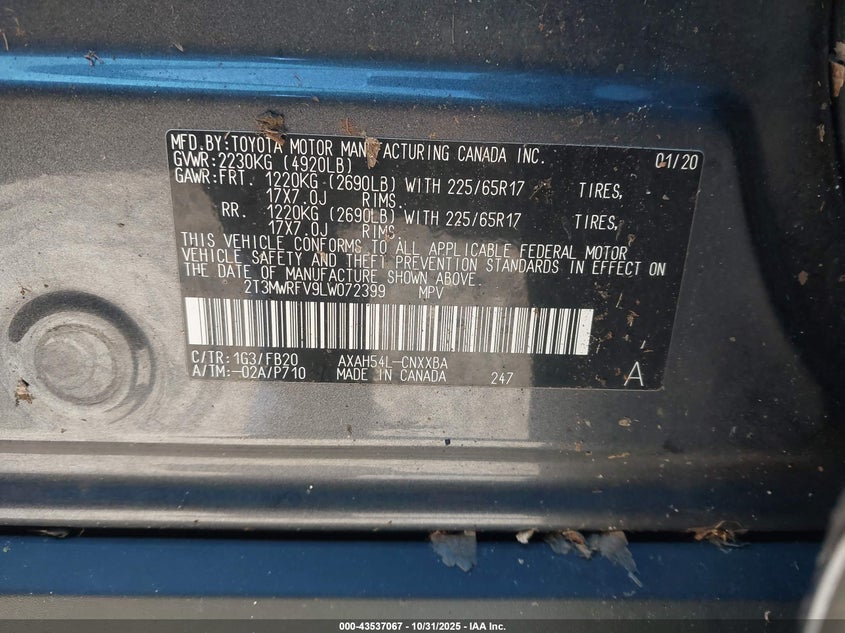 MFD.BY:TOYOTA MOTOR MANUFACTURING CANADA INC. 01/20
GVWR:2230KG (4920LB)
GAWR:FRT. 1220KG (2690LB) WITH 225/65R17 TIRES,
17X7.0J RIMS.
RR. 1220KG (2690LB) WITH 225/65R17 TIRES,
17X7.0J RIMS.
THIS VEHICLE CONFORMS TO ALL APPLICABLE FEDERAL MOTOR
VEHICLE SAFETY AND THEFT PREVENTION STANDARDS IN EFFECT ON
THE DATE OF MANUFACTURE SHOWN ABOVE.
2T3MWRFV9LW072399 MPV
C/TR:1G3/FB20 AXAH54L-CNXXBA
A/TM:-02A/P710 MADE IN CANADA 247 A
000-43537067 - 10/31/2025 - IAA Inc.